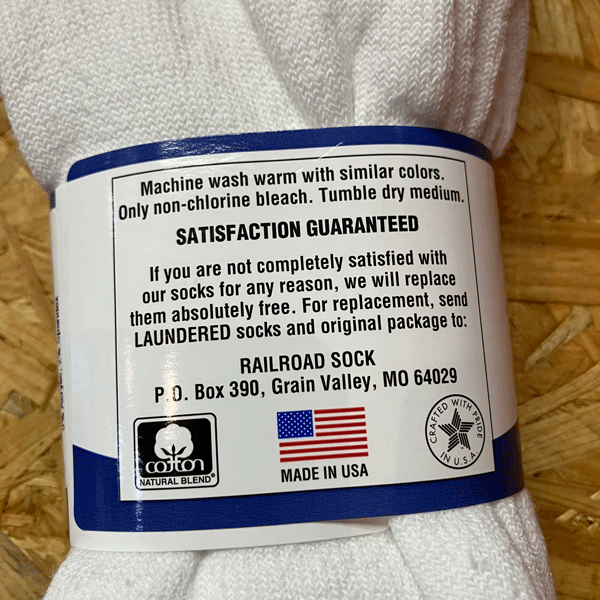 Machine wash warm with similar colors.
Only non-chlorine bleach. Tumble dry medium.
SATISFACTION GUARANTEED
If you are not completely satisfied with
our socks for any reason, we will replace
them absolutely free. For replacement, send
LAUNDERED socks and original package to:
RAILROAD SOCK
P.O. Box 390, Grain Valley, MO 64029
cotton
NATURAL BLEND®
MADE IN USA
CRAFTED WITH PRIDE
IN U.S.A.